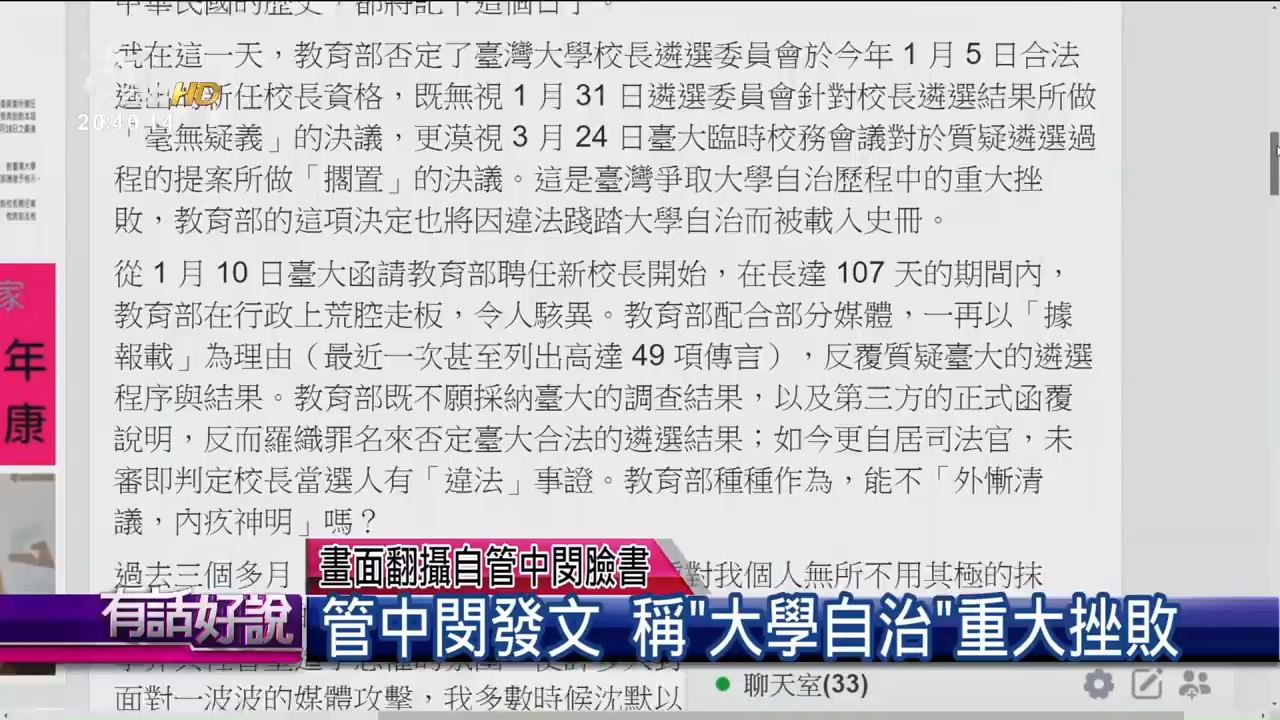 中華民國的歷史，都將記下這個日子。
就在這一天，教育部否定了臺灣大學校長遴選委員會於今年 1 月 5 日合法
選出 新任校長資格，既無視 1 月 31 日遴選委員會針對校長遴選結果所做
HD
20:40:14
「毫無疑義」的決議，更漠視 3 月 24 日臺大臨時校務會議對於質疑遴選過
程的提案所做「擱置」的決議。這是臺灣爭取大學自治歷程中的重大挫
敗，教育部的這項決定也將因違法踐踏大學自治而被載入史冊。
從 1 月 10 日臺大函請教育部聘任新校長開始，在長達 107 天的期間內，
教育部在行政上荒腔走板，令人駭異。教育部配合部分媒體，一再以「據
報載」為理由（最近一次甚至列出高達 49 項傳言），反覆質疑臺大的遴選
程序與結果。教育部既不願採納臺大的調查結果，以及第三方的正式函覆
說明，反而羅織罪名來否定臺大合法的遴選結果；如今更自居司法官，未
審即判定校長當選人有「違法」事證。教育部種種作為，能不「外慚清
議，內疚神明」嗎？
過去三個多月
對我個人無所不用其極的抹
面對一波波的媒體攻擊，我多數時候沈默以
家
年
康
畫面翻攝自管中閔臉書
有話好說
管中閔發文 稱"大學自治"重大挫敗
聊天室(33)